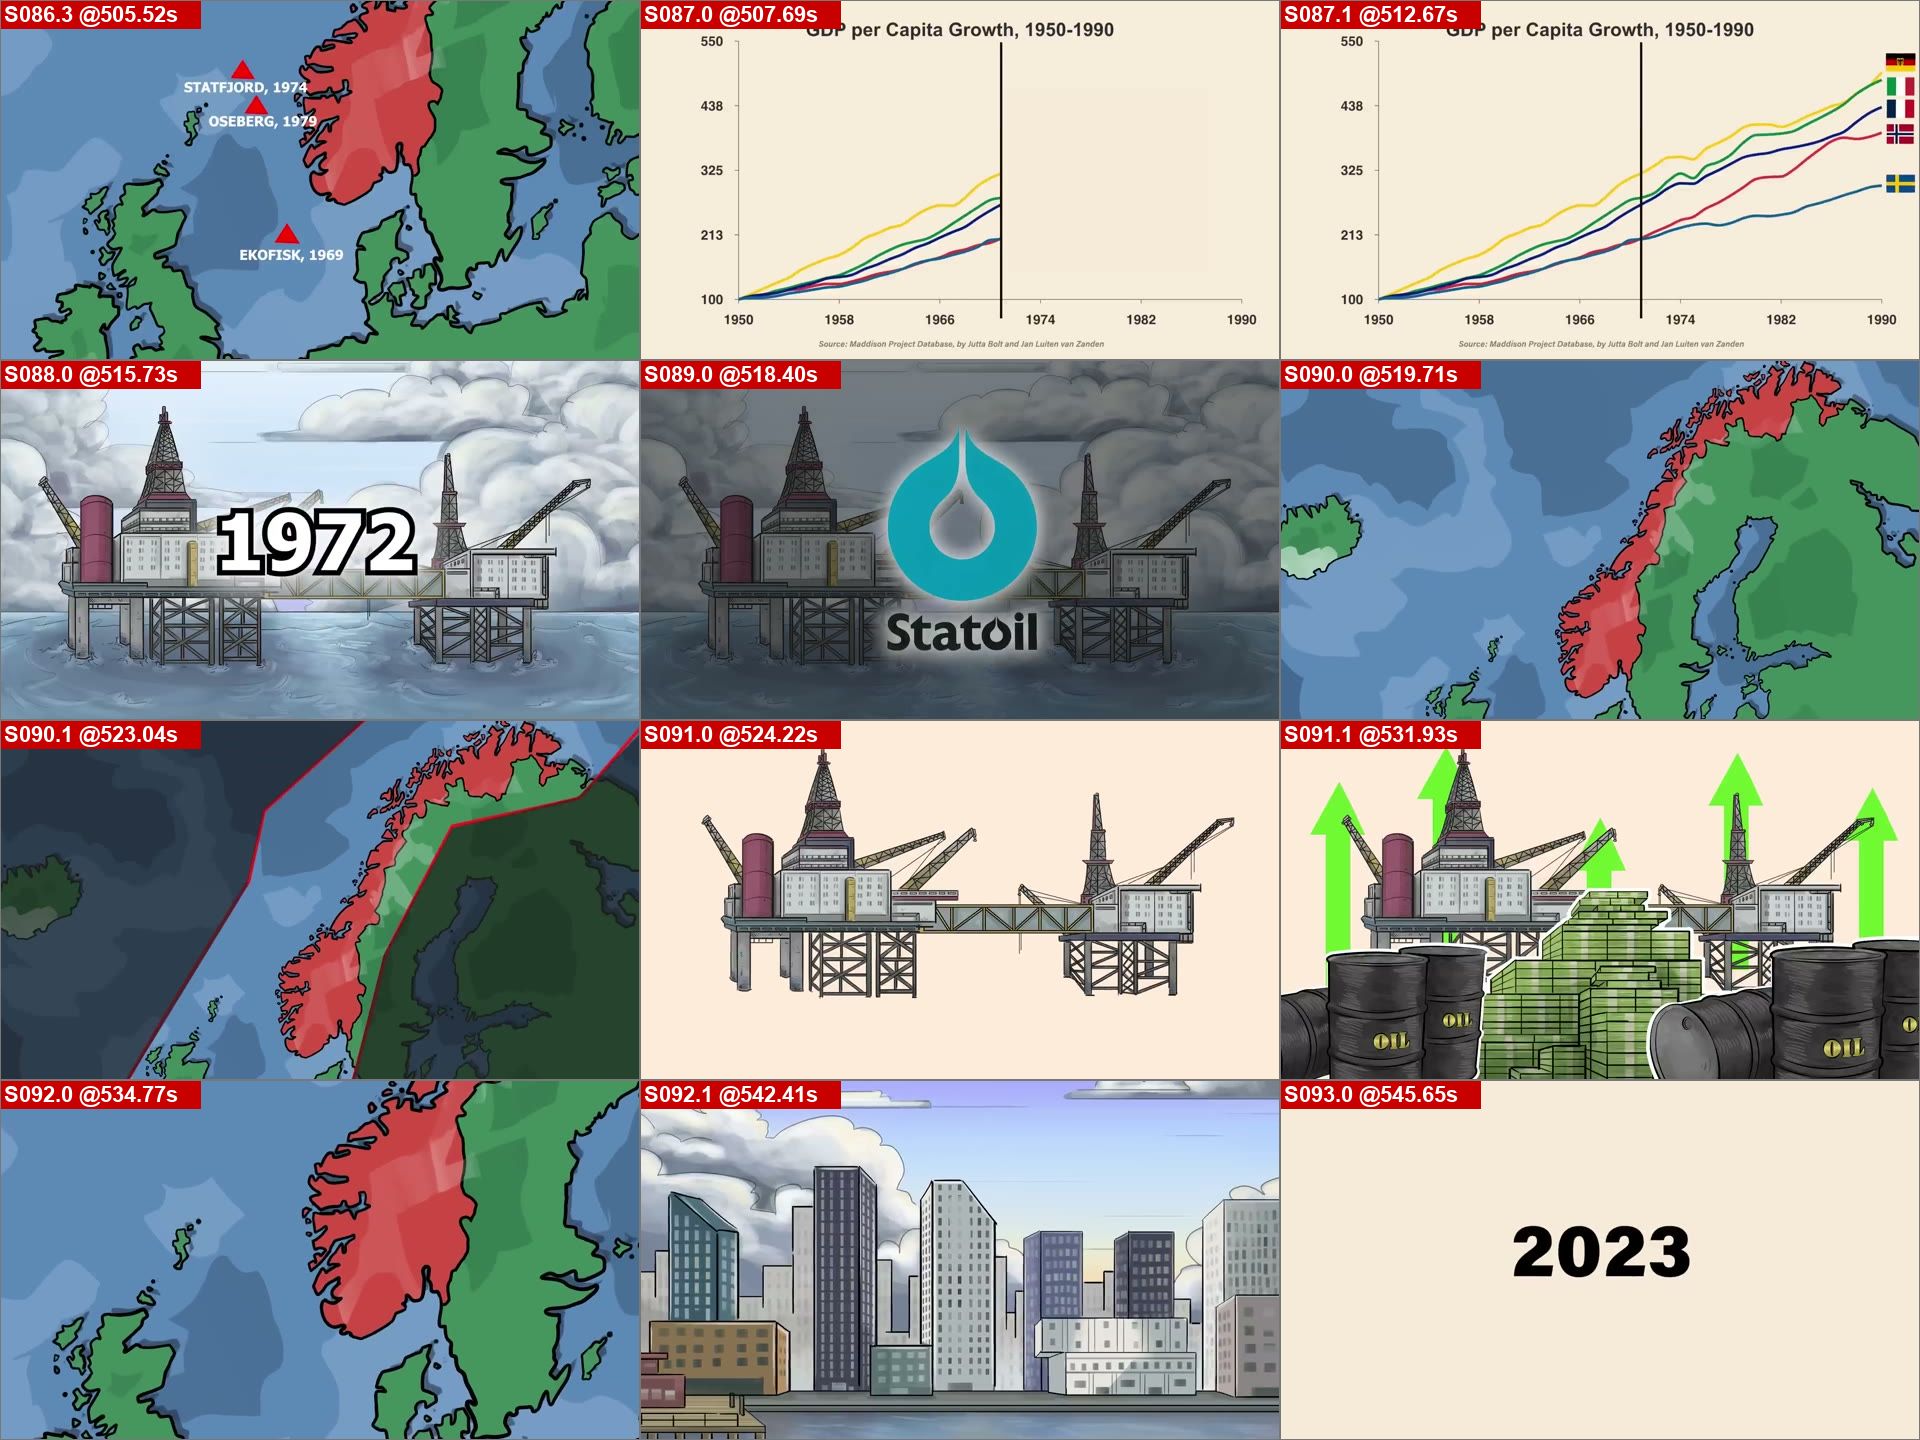 S086.3 @505.52s
STATFJORD, 1974
OSEBERG, 1979
EKOFISK, 1969
S087.0 @507.69s
GDP per Capita Growth, 1950-1990
550
438
325
213
100
1950 1958 1966 1974 1982 1990
Source: Maddison Project Database, by Jutta Bolt and Jan Luiten van Zanden
S087.1 @512.67s
GDP per Capita Growth, 1950-1990
550
438
325
213
100
1950 1958 1966 1974 1982 1990
Source: Maddison Project Database, by Jutta Bolt and Jan Luiten van Zanden
S088.0 @515.73s
1972
S089.0 @518.40s
Statoil
S090.0 @519.71s
S090.1 @523.04s
S091.0 @524.22s
S091.1 @531.93s
OIL
OIL
OIL
S092.0 @534.77s
S092.1 @542.41s
S093.0 @545.65s
2023